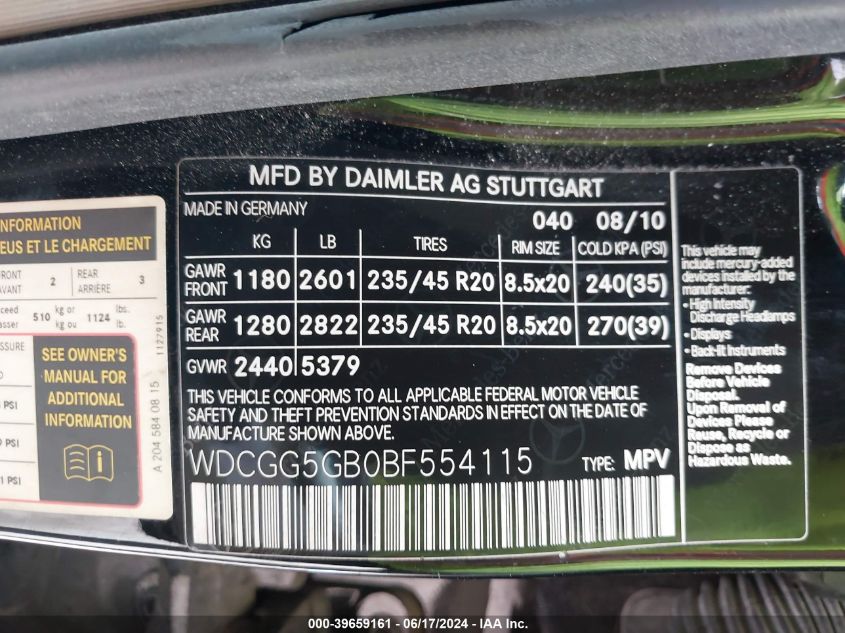 NFORMATION
EUS ET LE CHARGEMENT
FRONT
AVANT
2
REAR
ARRIÈRE
3
510 kg or
kg ou
1124 lbs.
lb.
SEE OWNER'S
MANUAL FOR
ADDITIONAL
INFORMATION
PSI
PSI
1 PSI
1127915
A 204 584 08 15
MFD BY DAIMLER AG STUTTGART
MADE IN GERMANY
040 08/10
KG LB TIRES RIM SIZE COLD KPA (PSI)
GAWR
FRONT 1180 2601 235/45 R20 8.5x20 240(35)
GAWR
REAR 1280 2822 235/45 R20 8.5x20 270(39)
GVWR 2440 5379
THIS VEHICLE CONFORMS TO ALL APPLICABLE FEDERAL MOTOR VEHICLE
SAFETY AND THEFT PREVENTION STANDARDS IN EFFECT ON THE DATE OF
MANUFACTURE SHOWN ABOVE.
WDCGG5GB0BF554115 TYPE: MPV
This vehicle may
include mercury-added
devices installed by the
manufacturer:
• High Intensity
Discharge Headlamps
• Displays
• Back-lit Instruments
Remove Devices
Before Vehicle
Disposal.
Upon Removal of
Devices Please
Reuse, Recycle or
Dispose as
Hazardous Waste.
000-39659161 - 06/17/2024 - IAAI.com